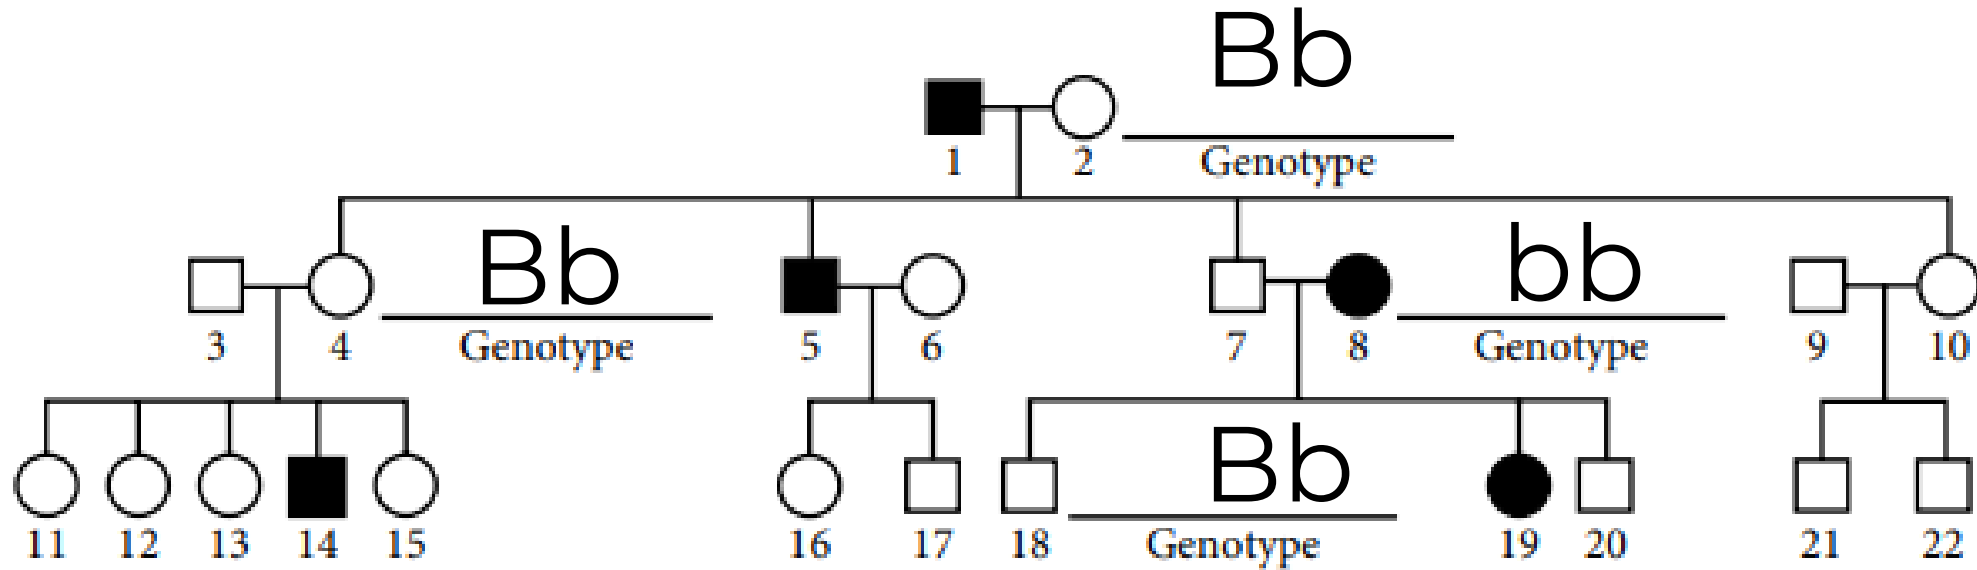 Bb
1 2 Genotype
Bb bb
3 4 Genotype 5 6 7 8 Genotype 9 10
Bb
11 12 13 14 15 16 17 18 Genotype 19 20 21 22